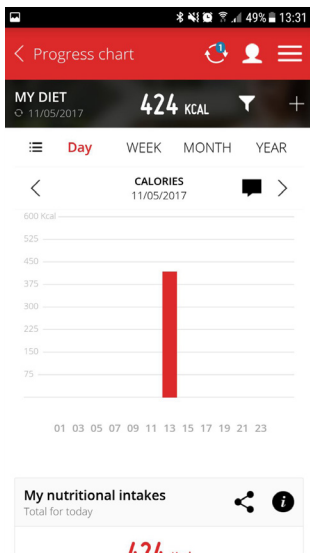 49% 13:31
Progress chart
1
MY DIET
11/05/2017
424 KCAL
Day WEEK MONTH YEAR
CALORIES
11/05/2017
600 Kcal
525
450
375
300
225
150
75
01 03 05 07 09 11 13 15 17 19 21 23
My nutritional intakes
Total for today
424